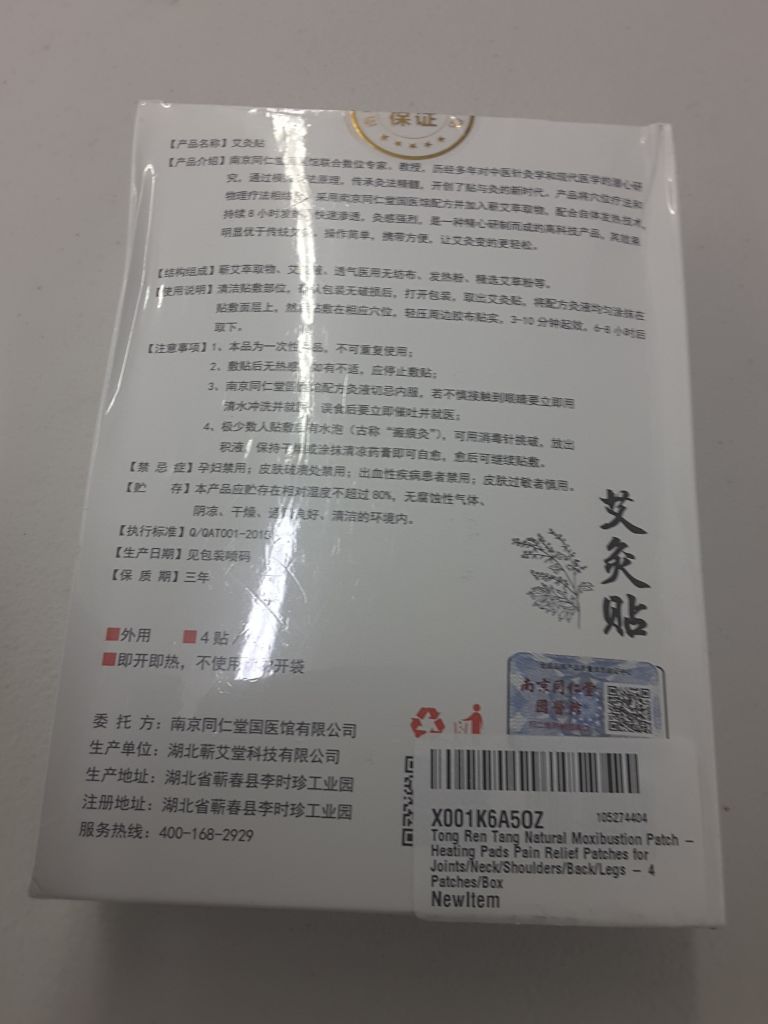 保证
【产品名称】艾灸贴
【产品介绍】南京同仁堂国医馆联合数位专家、教授，历经多年对中医针灸学和现代医学的潜心研
究，通过模 法原理，传承灸法精髓，开创了贴与灸的新时代。产品将穴位疗法和
物理疗法相结合，采用南京同仁堂国医馆配方并加入蕲艾萃取物，配合自体发热技术，
持续8小时发 快速渗透，灸感强烈，是一种精心研制而成的高科技产品，其效果
明显优于传统 操作简单，携带方便，让艾灸变的更轻松。
【结构组成】蕲艾萃取物、艾 液、透气医用无纺布、发热粉、精选艾草粉等。
【使用说明】清洁贴敷部位，确认包装无破损后，打开包装，取出艾灸贴，将配方灸液均匀涂抹在
贴敷面层上，然后贴敷在相应穴位，轻压周边胶布贴实，3-10分钟起效，6-8小时后
取下。
【注意事项】1、本品为一次性产品，不可重复使用；
2、敷贴后无热感 如有不适，应停止敷贴；
3、南京同仁堂国医馆配方灸液切忌内服，若不慎接触到眼睛要立即用
清水冲洗并就医，误食后要立即催吐并就医；
4、极少数人贴敷后有水泡（古称“瘢痕灸”），可用消毒针挑破，放出
积液，保持干燥或涂抹清凉药膏即可自愈，愈后可继续贴敷。
【禁 忌 症】孕妇禁用；皮肤破溃处禁用；出血性疾病患者禁用；皮肤过敏者慎用。
【贮 存】本产品应贮存在相对湿度不超过80%，无腐蚀性气体、
阴凉、干燥、通风良好、清洁的环境内。
【执行标准】Q/QAT001-2015
【生产日期】见包装喷码
【保 质 期】三年
艾灸贴
外用 4贴/
即开即热，不使用 开袋
南京同仁堂
国医馆
委 托 方：南京同仁堂国医馆有限公司
生产单位：湖北蕲艾堂科技有限公司
生产地址：湖北省蕲春县李时珍工业园
注册地址：湖北省蕲春县李时珍工业园
服务热线：400-168-2929
X001K6A5OZ 105274404
Tong Ren Tang Natural Moxibustion Patch –
Heating Pads Pain Relief Patches for
Joints/Neck/Shoulders/Back/Legs – 4
Patches/Box
NewItem